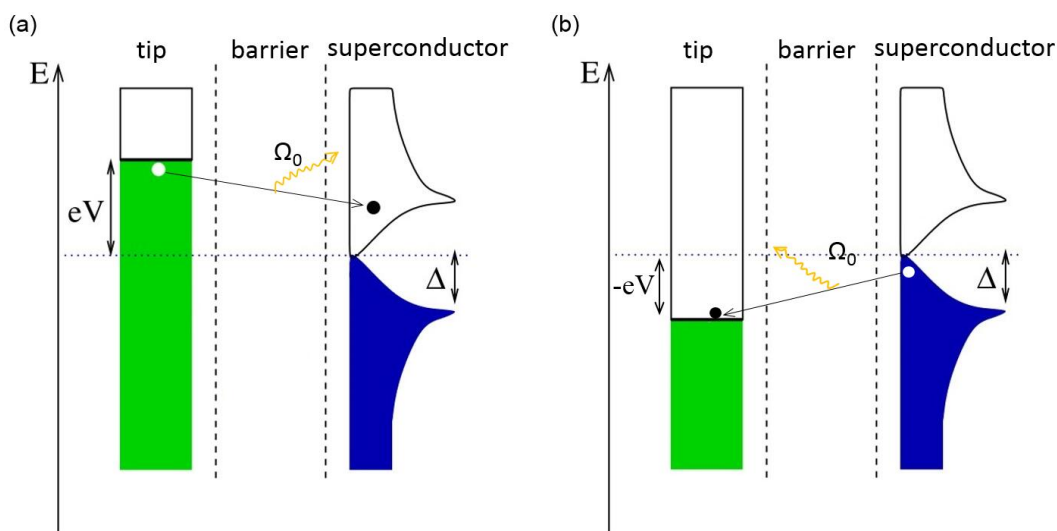 (a)
tip barrier superconductor
E
Ω₀
eV
Δ
(b)
tip barrier superconductor
E
Ω₀
-eV
Δ